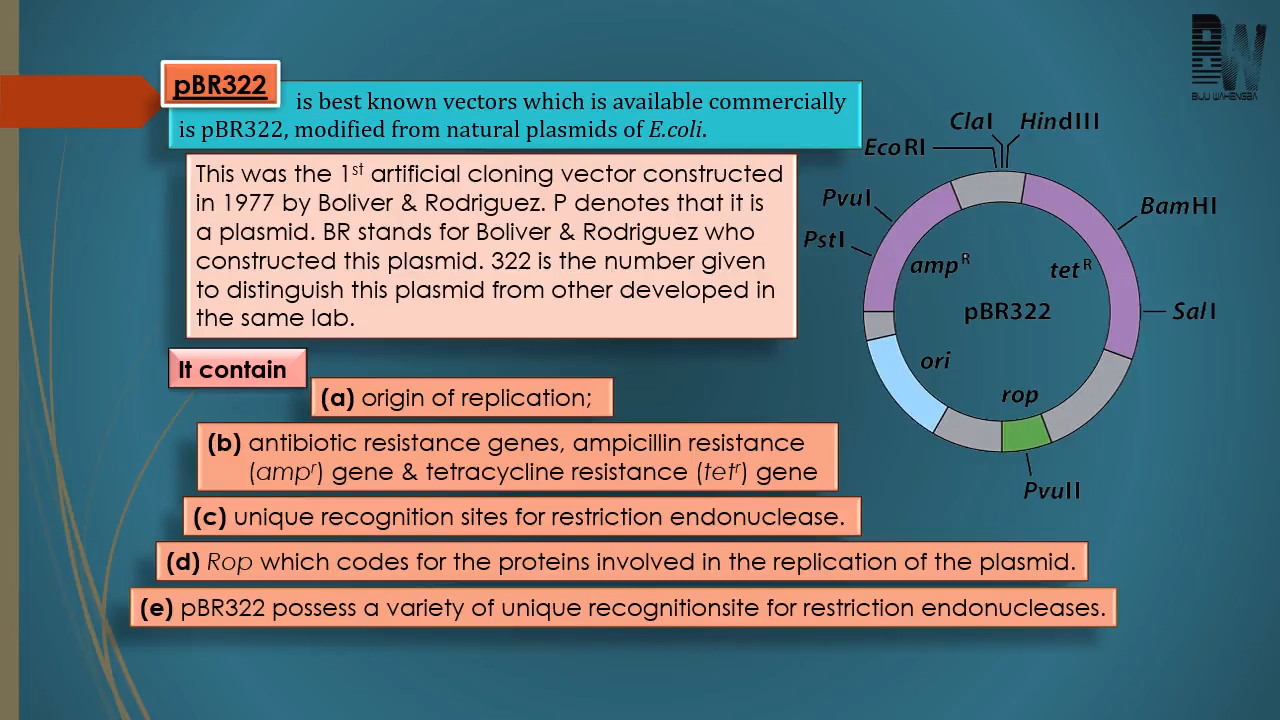 pBR322
is best known vectors which is available commercially
is pBR322, modified from natural plasmids of E.coli.
This was the 1st artificial cloning vector constructed
in 1977 by Boliver & Rodriguez. P denotes that it is
a plasmid. BR stands for Boliver & Rodriguez who
constructed this plasmid. 322 is the number given
to distinguish this plasmid from other developed in
the same lab.
It contain
(a) origin of replication;
(b) antibiotic resistance genes, ampicillin resistance
(ampr) gene & tetracycline resistance (tetr) gene
(c) unique recognition sites for restriction endonuclease.
(d) Rop which codes for the proteins involved in the replication of the plasmid.
(e) pBR322 possess a variety of unique recognitionsite for restriction endonucleases.
BW
BIJU WAHENGBA
ClaI HindIII
EcoRI
PvuI
BamHI
PstI
ampR
tetR
pBR322
SalI
ori
rop
PvuII